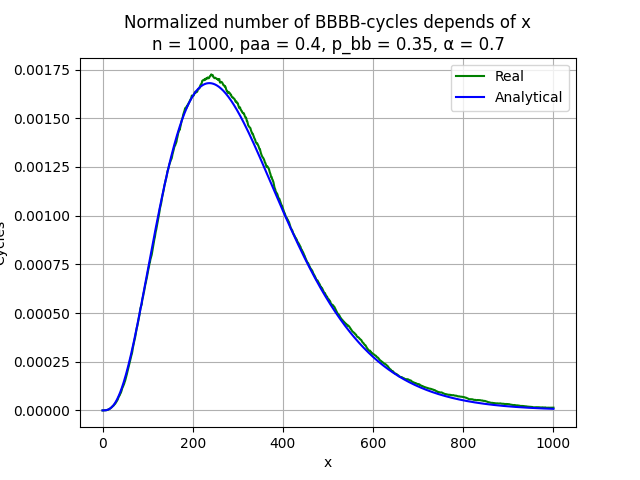 Normalized number of BBBB-cycles depends of x
n = 1000, paa = 0.4, p_bb = 0.35, α = 0.7
Real
Analytical
0.00175
0.00150
0.00125
0.00100
0.00075
0.00050
0.00025
0.00000
0 200 400 600 800 1000
x